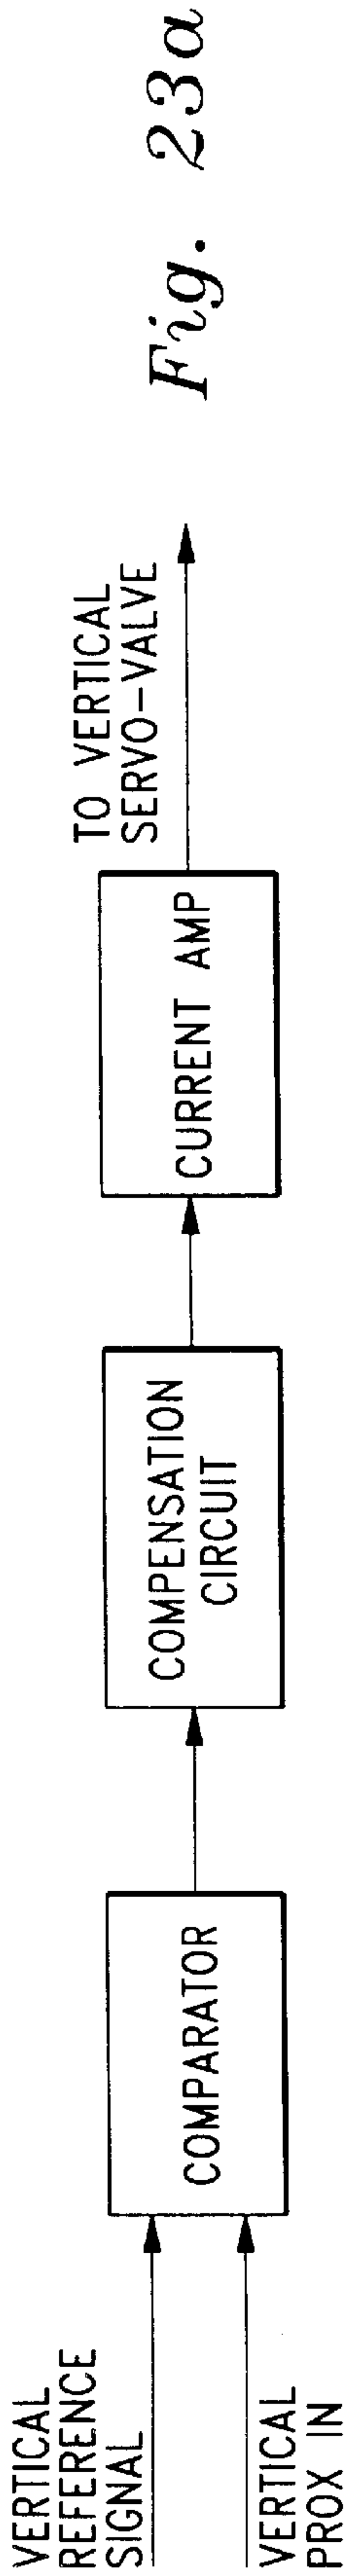 VERTICAL
REFERENCE
SIGNAL
VERTICAL
PROX IN
COMPARATOR
COMPENSATION
CIRCUIT
CURRENT AMP
TO VERTICAL
SERVO-VALVE
Fig. 23a